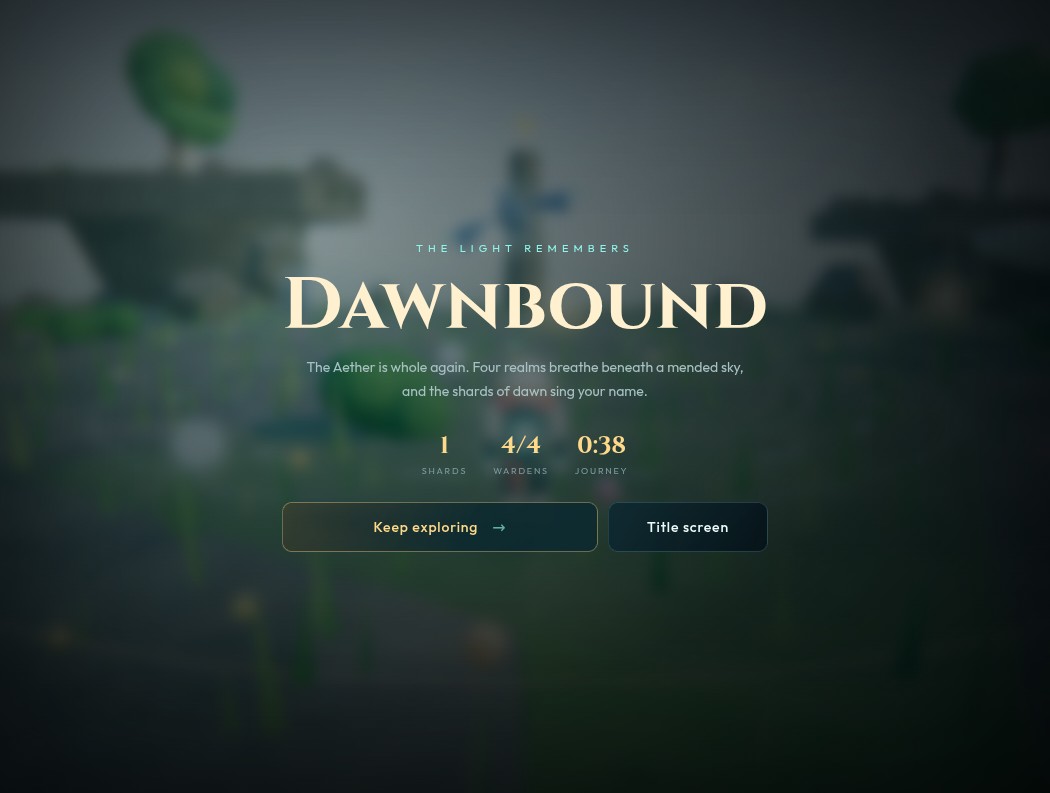 THE LIGHT REMEMBERS
DAWNBOUND
The Aether is whole again. Four realms breathe beneath a mended sky,
and the shards of dawn sing your name.
1 4/4 0:38
SHARDS WARDENS JOURNEY
Keep exploring → Title screen